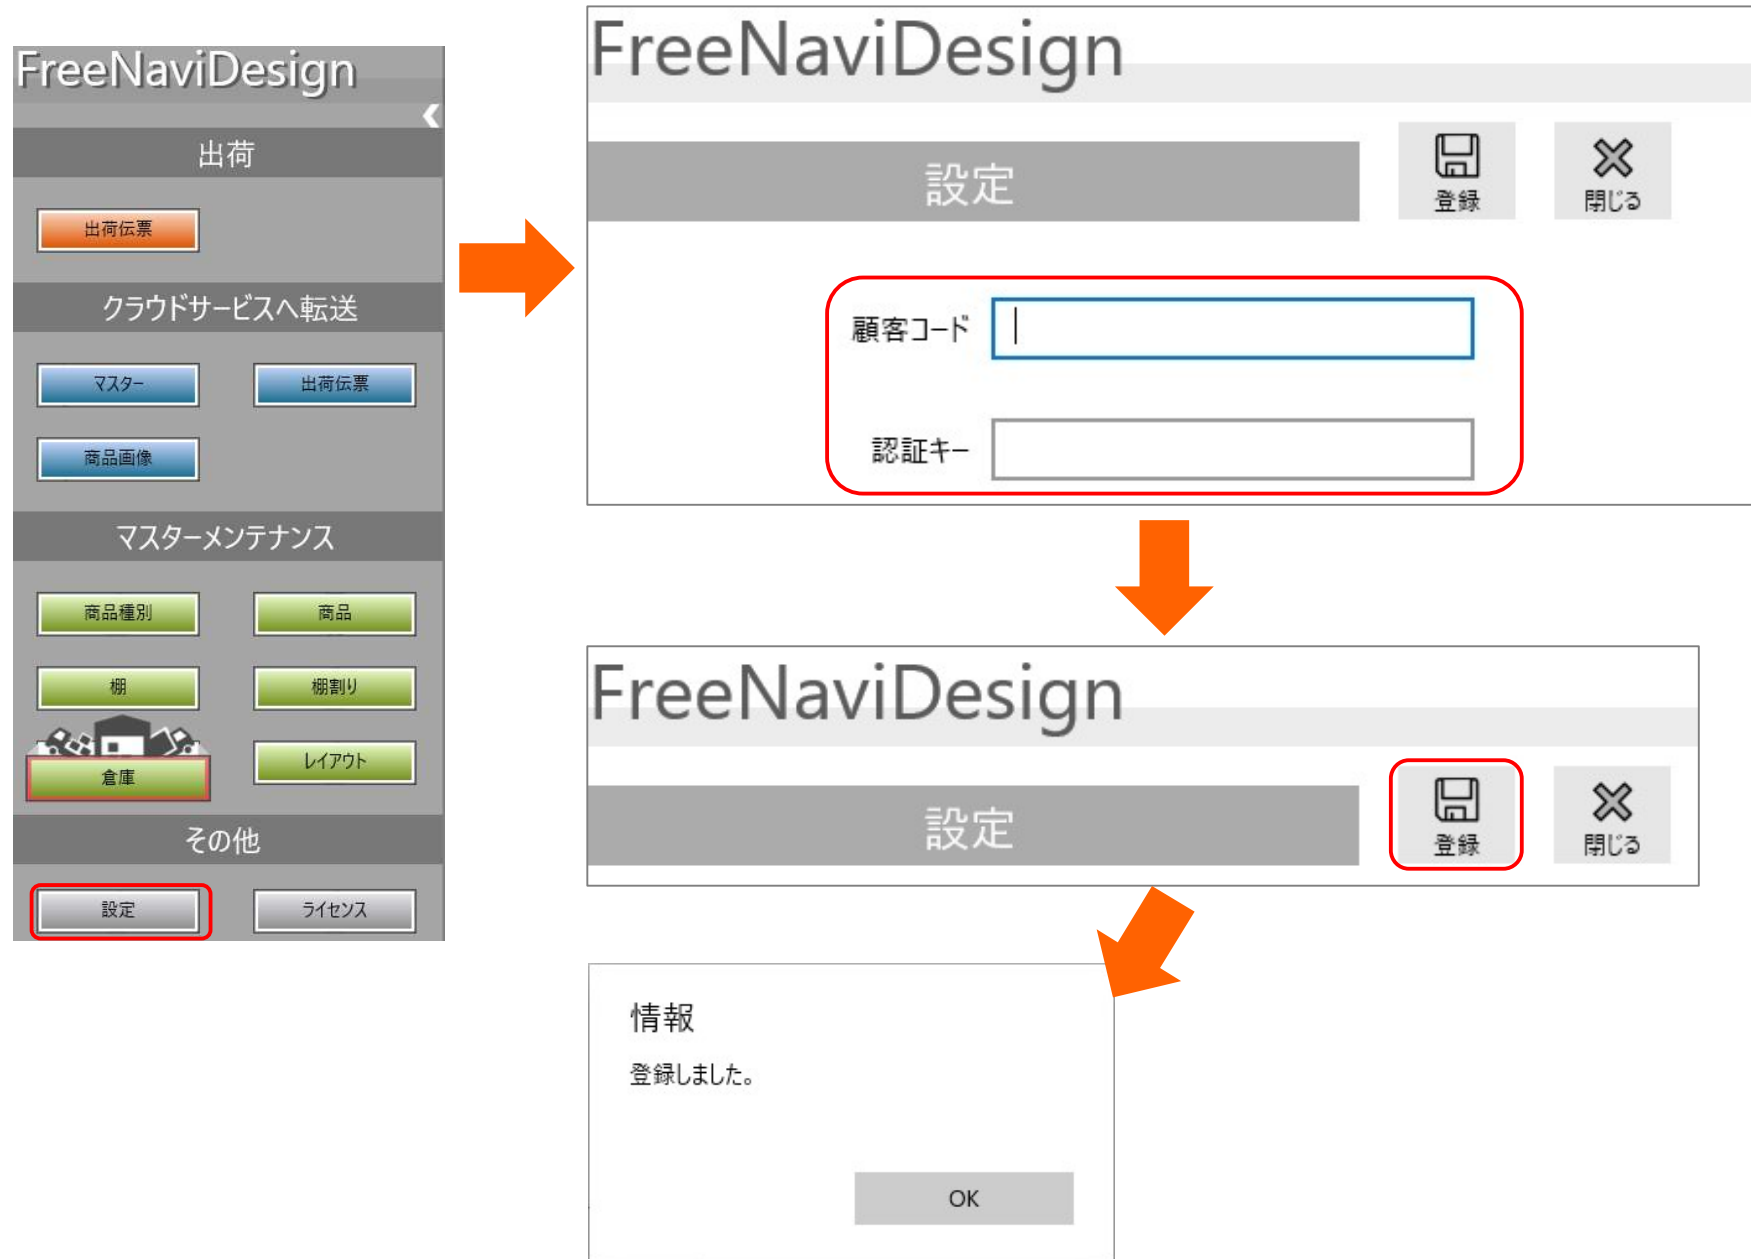 FreeNaviDesign
出荷
出荷伝票
クラウドサービスへ転送
マスター 出荷伝票
商品画像
マスターメンテナンス
商品種別 商品
棚 棚割り
倉庫 レイアウト
その他
設定 ライセンス
FreeNaviDesign
設定 登録 閉じる
顧客コード
認証キー
FreeNaviDesign
設定 登録 閉じる
情報
登録しました。
OK